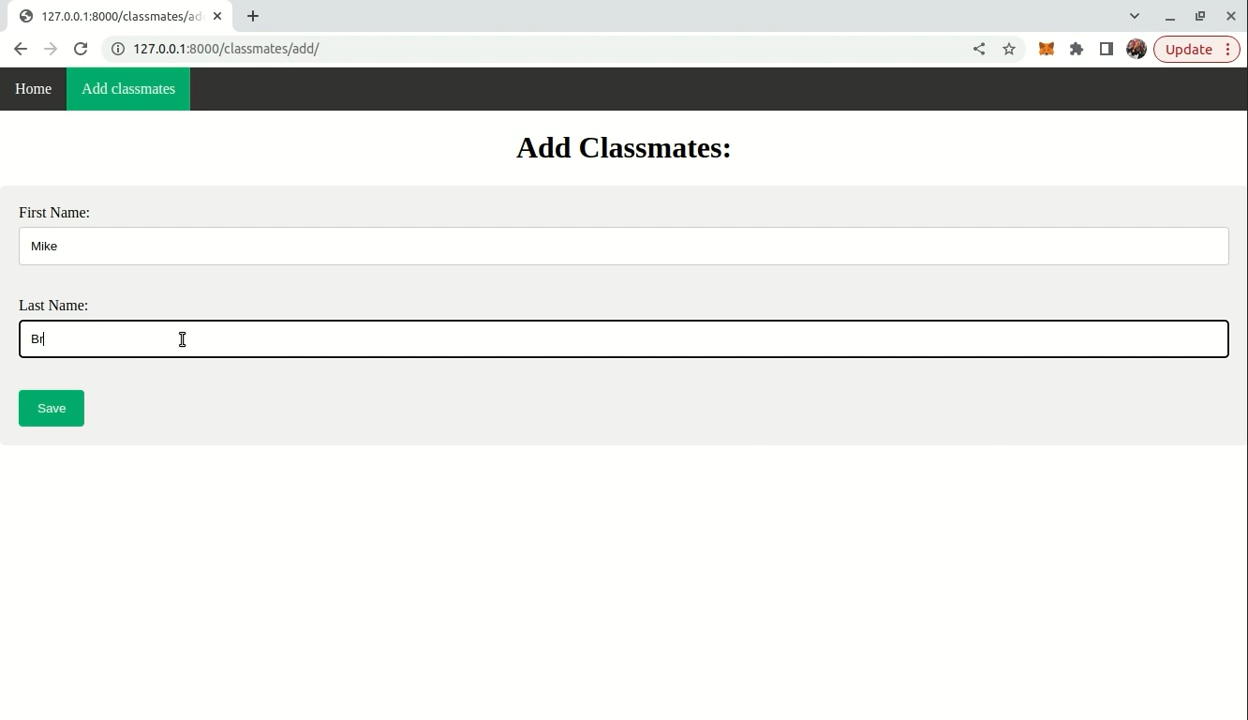 127.0.0.1:8000/classmates/add
127.0.0.1:8000/classmates/add/
Update
Home
Add classmates
Add Classmates:
First Name:
Mike
Last Name:
Br
Save